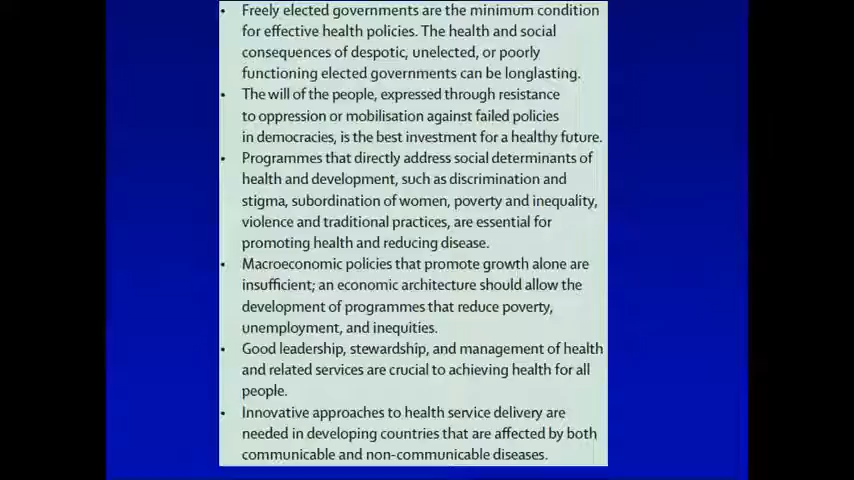 • Freely elected governments are the minimum condition
for effective health policies. The health and social
consequences of despotic, unelected, or poorly
functioning elected governments can be longlasting.
• The will of the people, expressed through resistance
to oppression or mobilisation against failed policies
in democracies, is the best investment for a healthy future.
• Programmes that directly address social determinants of
health and development, such as discrimination and
stigma, subordination of women, poverty and inequality,
violence and traditional practices, are essential for
promoting health and reducing disease.
• Macroeconomic policies that promote growth alone are
insufficient; an economic architecture should allow the
development of programmes that reduce poverty,
unemployment, and inequities.
• Good leadership, stewardship, and management of health
and related services are crucial to achieving health for all
people.
• Innovative approaches to health service delivery are
needed in developing countries that are affected by both
communicable and non-communicable diseases.